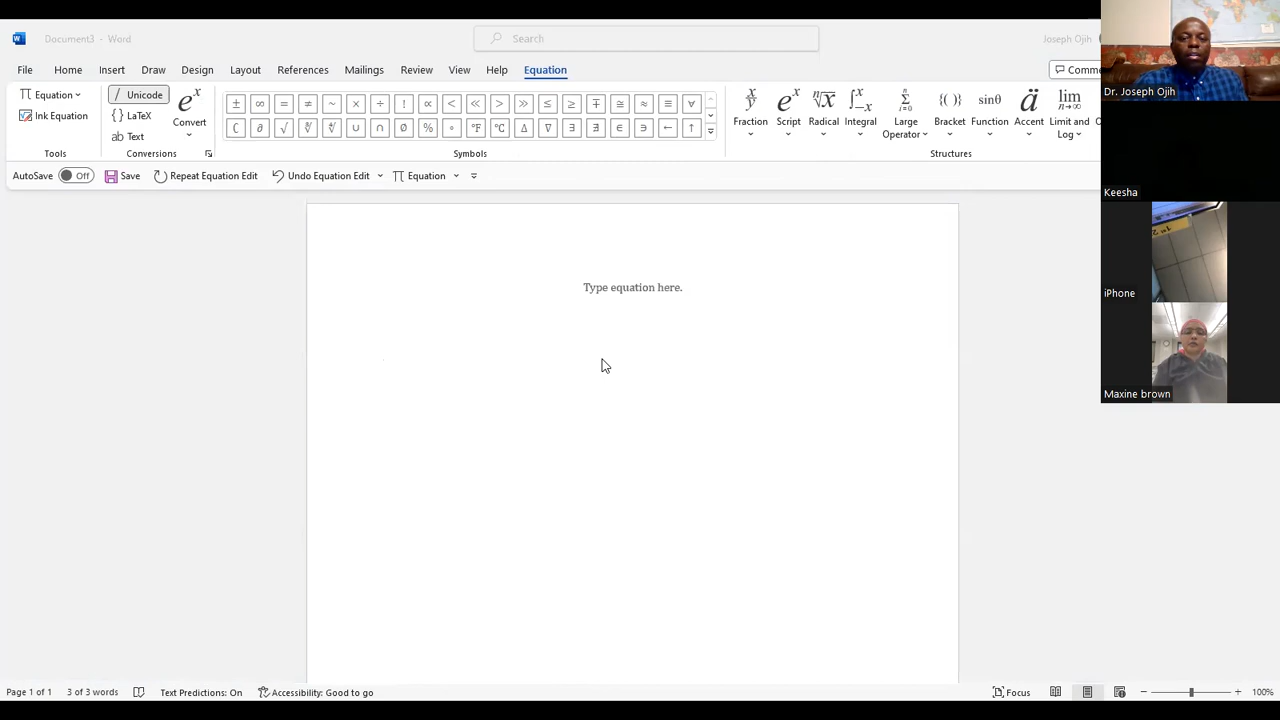 Document3 - Word
Search
Joseph Ojih
File Home Insert Draw Design Layout References Mailings Review View Help Equation
Comme
Equation
Ink Equation
Tools
Unicode
LaTeX
Text
Convert
Conversions
± ∞ = ≠ ~ × ÷ ! ∝ < ≪ > ≫ ≤ ≥ ∓ ≅ ≈ ≡ ∀
∁ ∂ √ ∛ ∜ ∪ ∩ ∅ % ° ℉ ℃ ∆ ∇ ∃ ∄ ∈ ∋ ← ↑
Symbols
Fraction
Script
Radical
Integral
Large Operator
Bracket
Function
Accent
Limit and Log
Structures
AutoSave Off Save Repeat Equation Edit Undo Equation Edit Equation
Type equation here.
Dr. Joseph Ojih
Keesha
iPhone
Maxine brown
Page 1 of 1 3 of 3 words Text Predictions: On Accessibility: Good to go Focus 100%